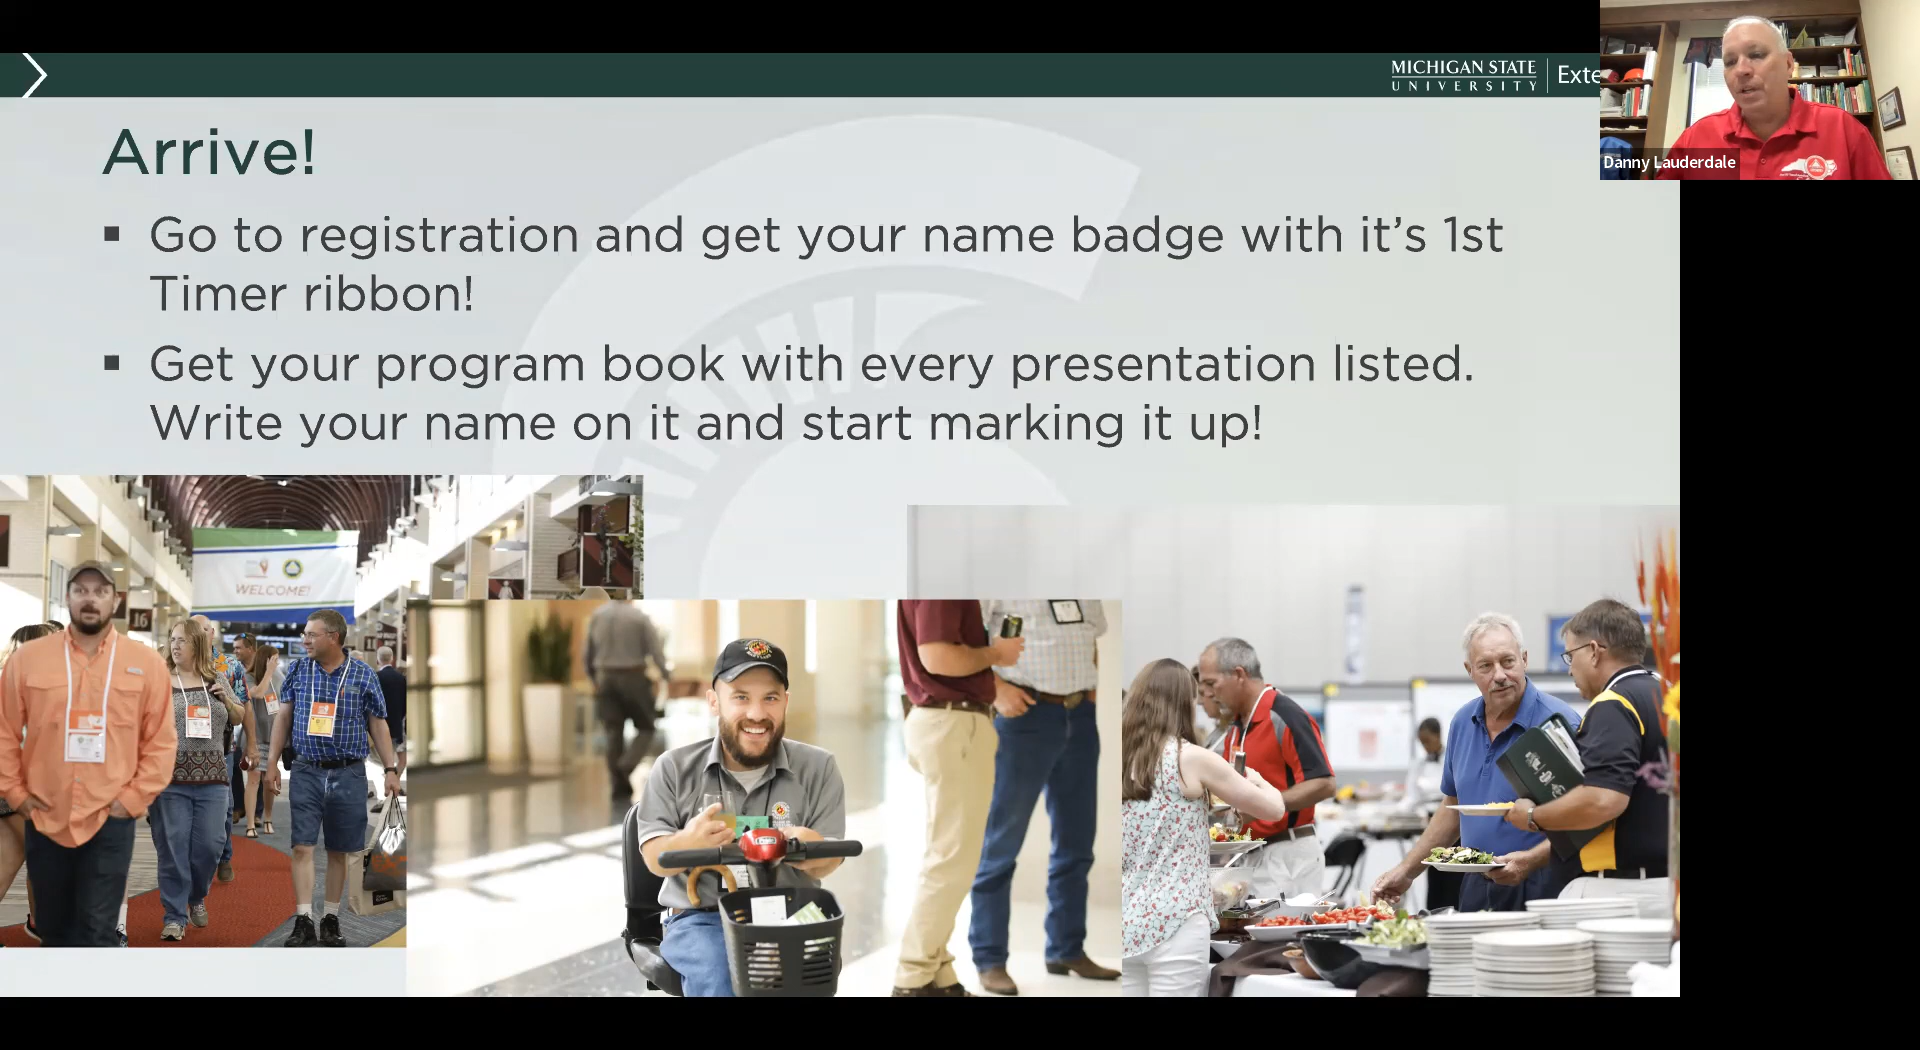 MICHIGAN STATE
UNIVERSITY
Exte
Danny Lauderdale
Arrive!
▪ Go to registration and get your name badge with it’s 1st
Timer ribbon!
▪ Get your program book with every presentation listed.
Write your name on it and start marking it up!
WELCOME!
16